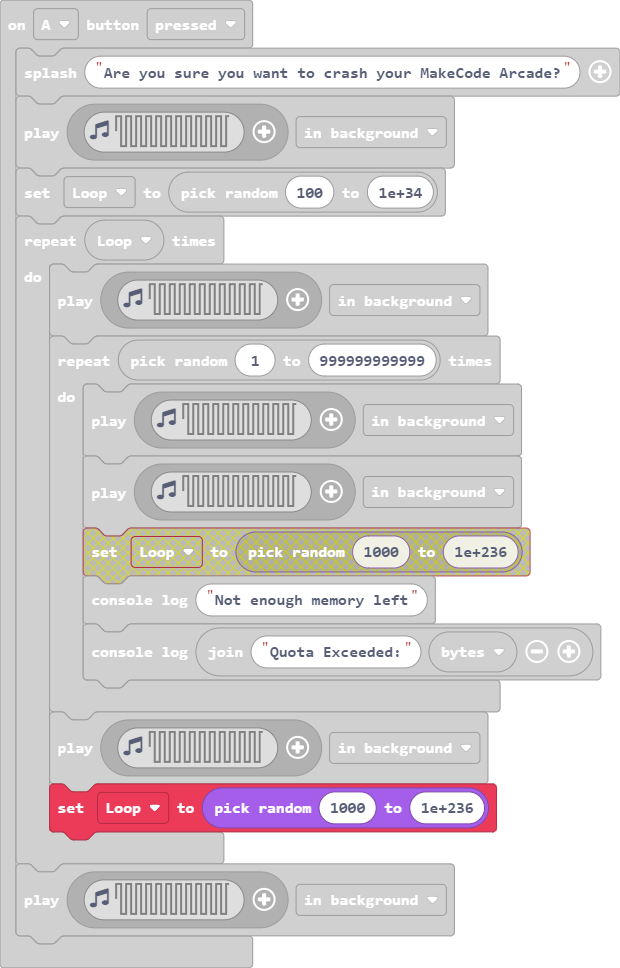 on A button pressed
splash "Are you sure you want to crash your MakeCode Arcade?"
play in background
set Loop to pick random 100 to 1e+34
repeat Loop times
do
play in background
repeat pick random 1 to 999999999999 times
do
play in background
play in background
set Loop to pick random 1000 to 1e+236
console log "Not enough memory left"
console log join "Quota Exceeded:" bytes
play in background
set Loop to pick random 1000 to 1e+236
play in background